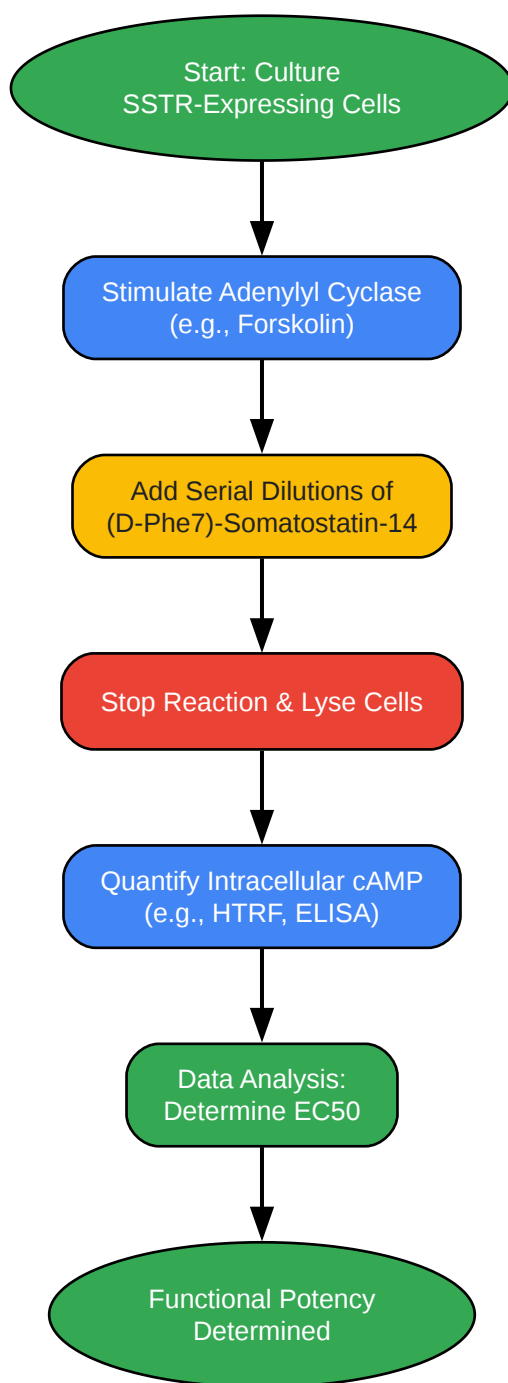 Start: Culture
SSTR-Expressing Cells
Stimulate Adenylyl Cyclase
(e.g., Forskolin)
Add Serial Dilutions of
(D-Phe7)-Somatostatin-14
Stop Reaction & Lyse Cells
Quantify Intracellular cAMP
(e.g., HTRF, ELISA)
Data Analysis:
Determine EC50
Functional Potency
Determined